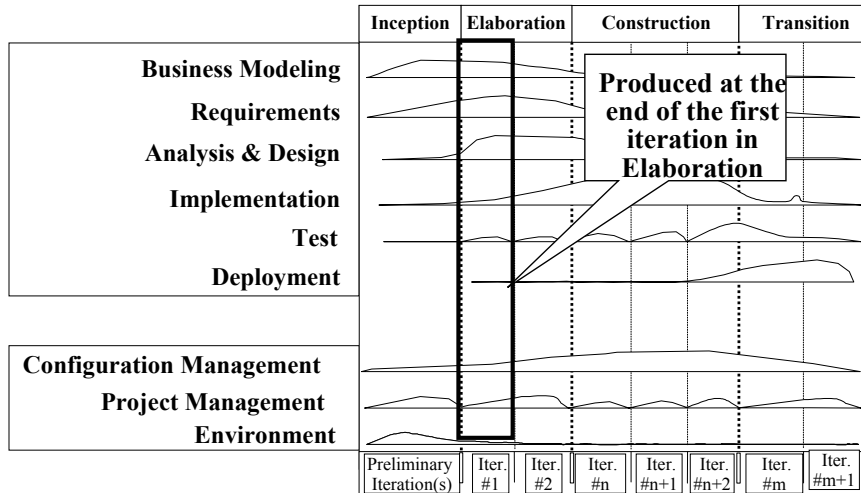 Inception Elaboration Construction Transition
Business Modeling
Requirements
Analysis & Design
Implementation
Test
Deployment
Produced at the
end of the first
iteration in
Elaboration
Configuration Management
Project Management
Environment
Preliminary
Iteration(s)
Iter.
#1
Iter.
#2
Iter.
#n
Iter.
#n+1
Iter.
#n+2
Iter.
#m
Iter.
#m+1